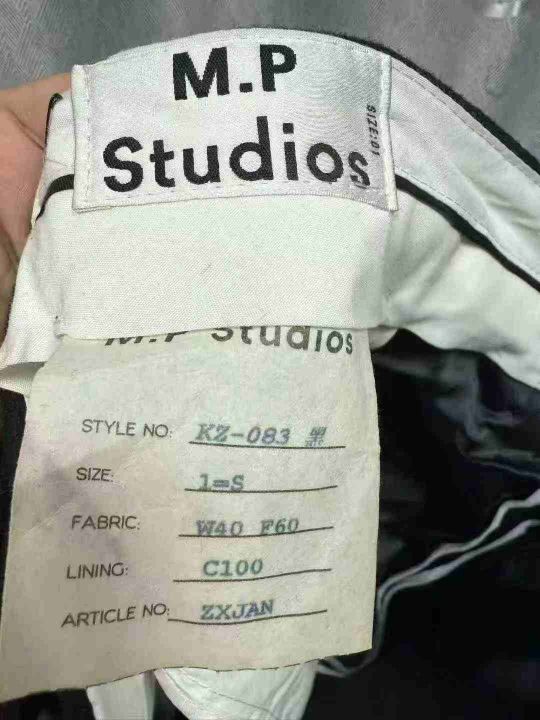 M.P
Studios
SIZE:01
M.P Studios
STYLE NO: KZ-083 黑
SIZE: 1=S
FABRIC: W40 F60
LINING: C100
ARTICLE NO: ZXJAN